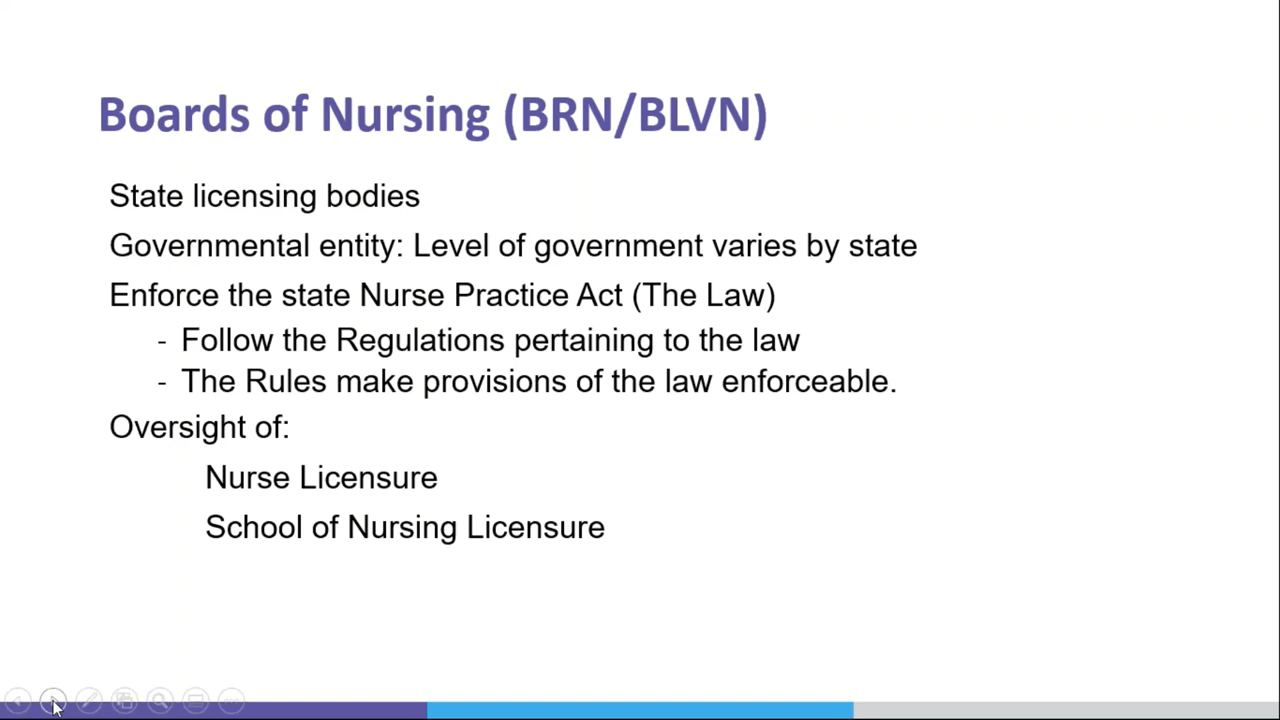 Boards of Nursing (BRN/BLVN)
State licensing bodies
Governmental entity: Level of government varies by state
Enforce the state Nurse Practice Act (The Law)
- Follow the Regulations pertaining to the law
- The Rules make provisions of the law enforceable.
Oversight of:
Nurse Licensure
School of Nursing Licensure